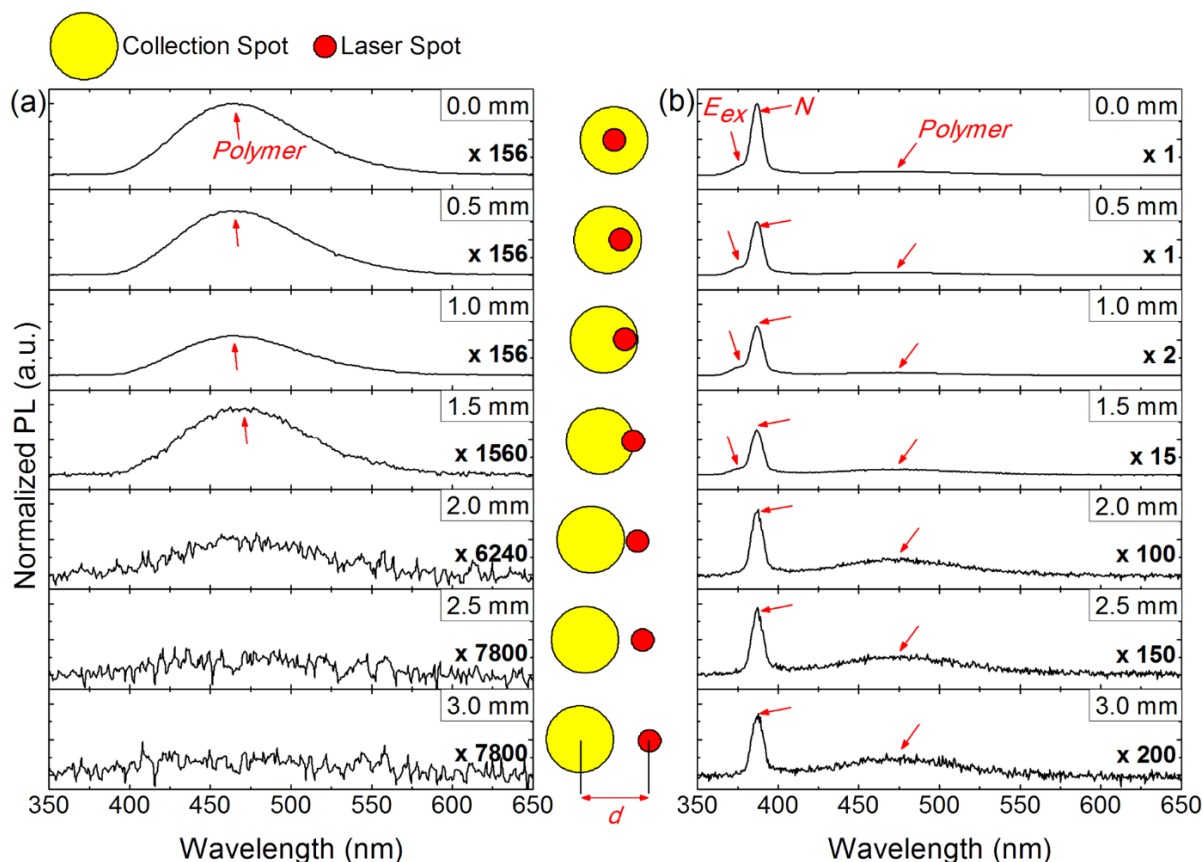 Collection Spot
Laser Spot
(a)
0.0 mm
Polymer
x 156
0.5 mm
x 156
1.0 mm
x 156
1.5 mm
x 1560
2.0 mm
x 6240
2.5 mm
x 7800
3.0 mm
x 7800
350 400 450 500 550 600 650
Wavelength (nm)
Normalized PL (a.u.)
d
(b)
0.0 mm
E_ex N
Polymer
x 1
0.5 mm
x 1
1.0 mm
x 2
1.5 mm
x 15
2.0 mm
x 100
2.5 mm
x 150
3.0 mm
x 200
350 400 450 500 550 600 650
Wavelength (nm)